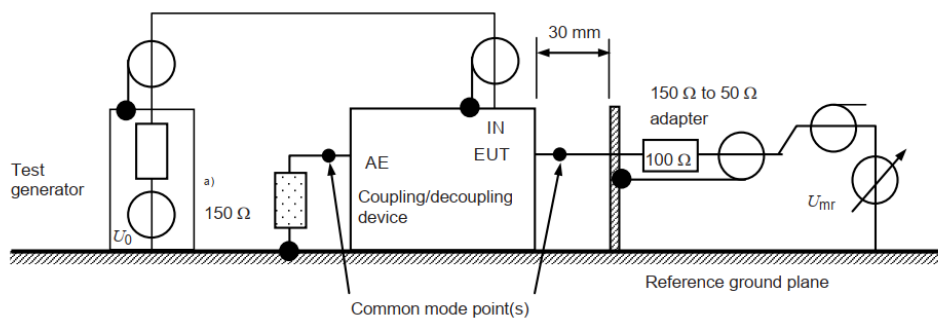 30 mm
150 Ω to 50 Ω
adapter
IN
EUT
100 Ω
AE
Test
generator
a)
150 Ω
Coupling/decoupling
device
U0
Umr
Reference ground plane
Common mode point(s)